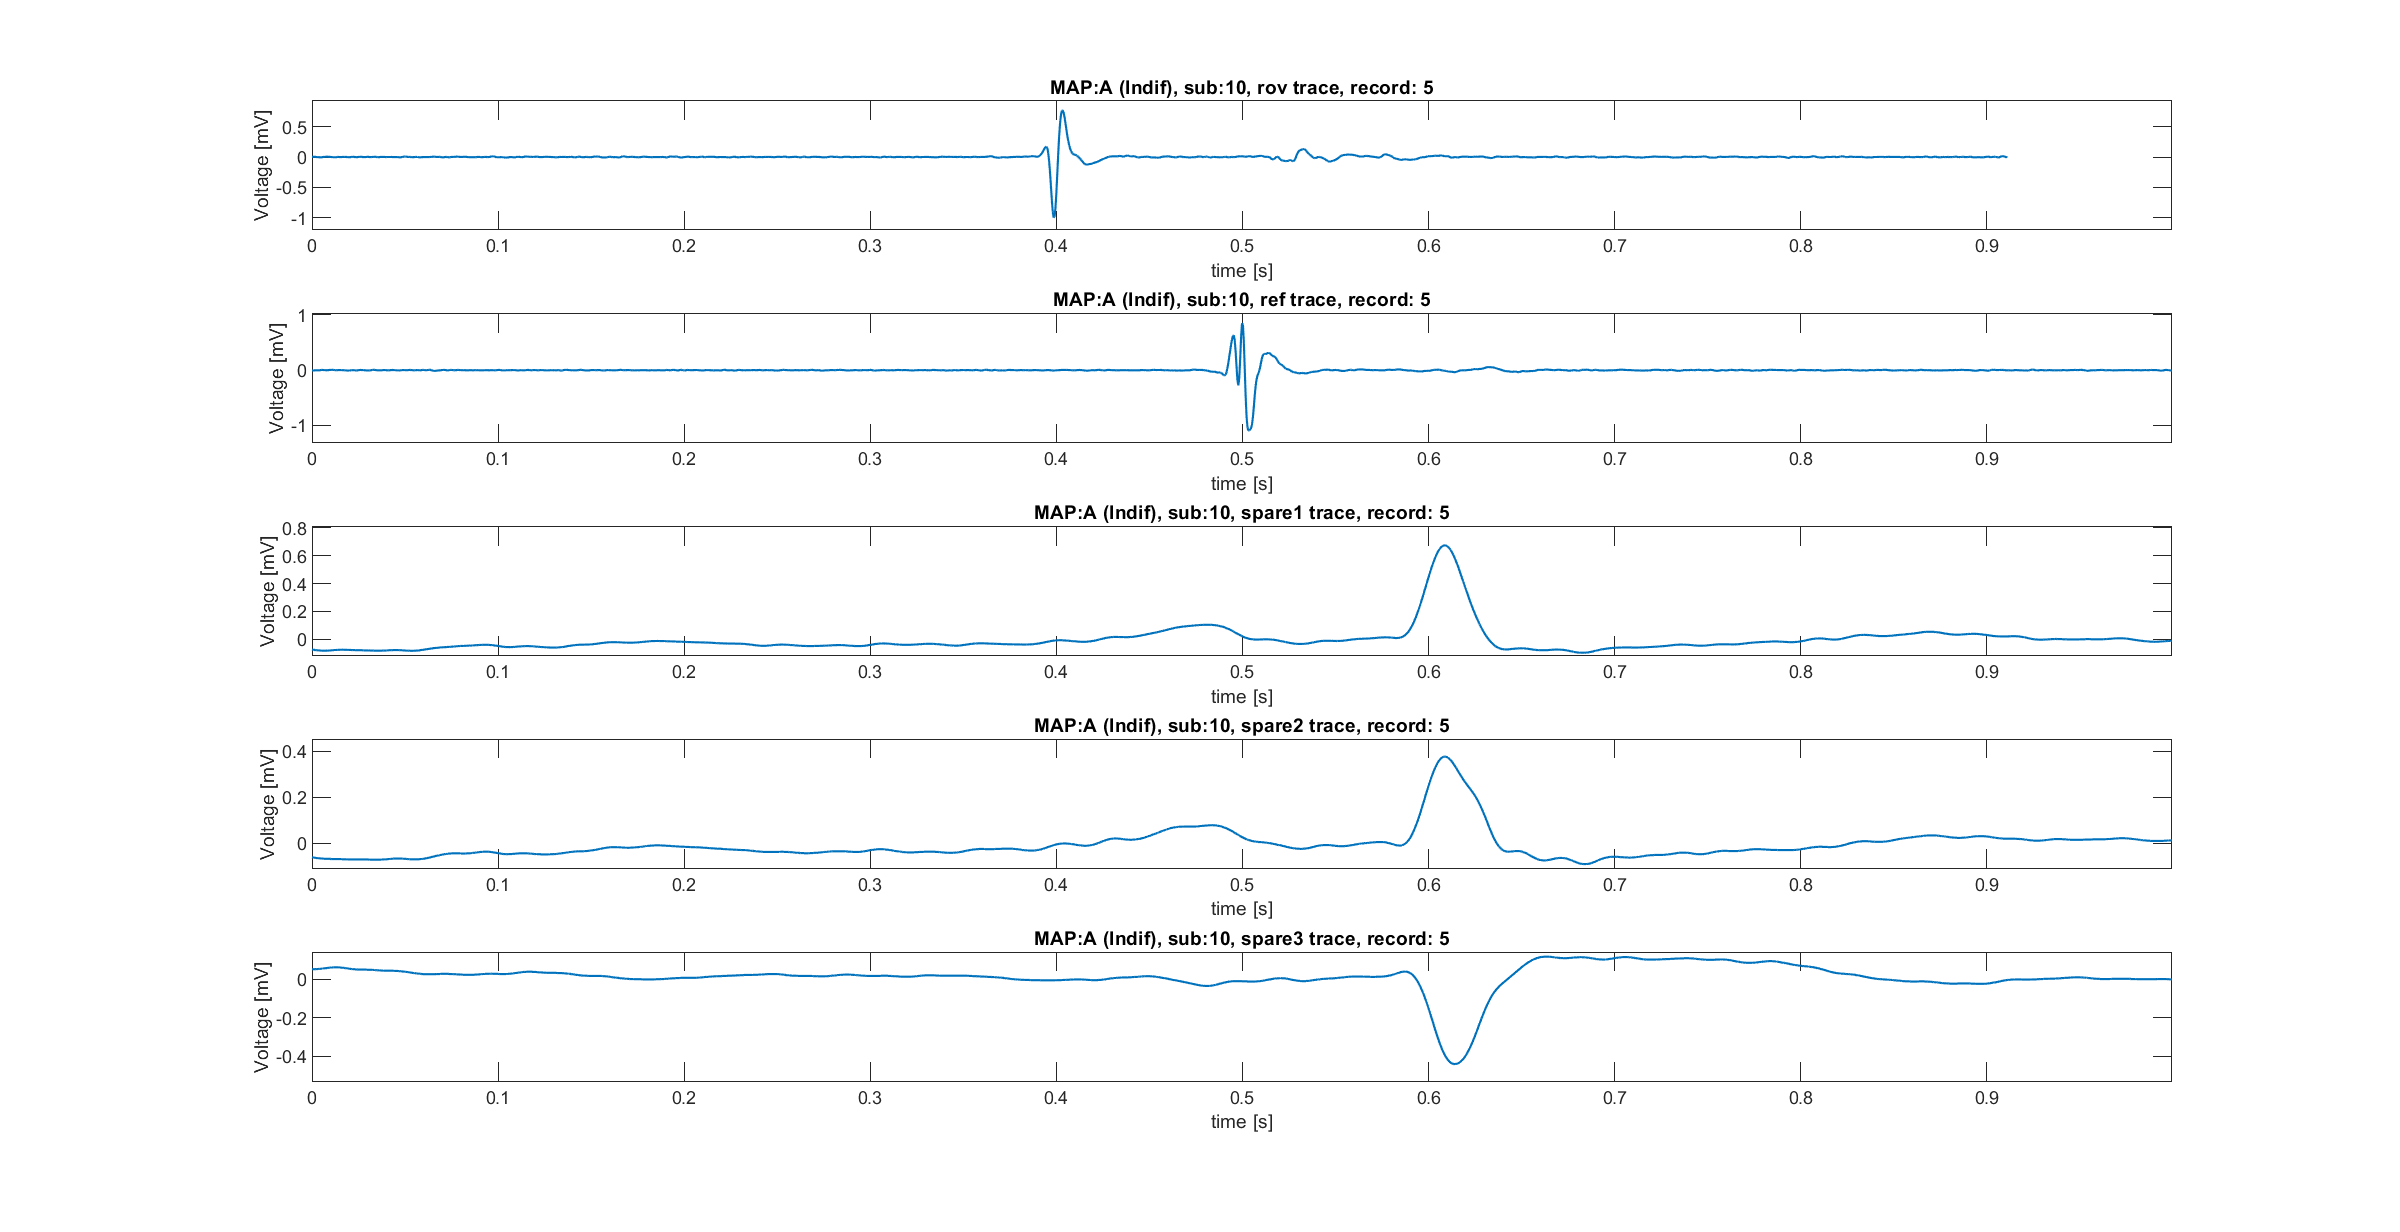 MAP:A (Indif), sub:10, rov trace, record: 5
Voltage [mV]
0.5
0
-0.5
-1
0 0.1 0.2 0.3 0.4 0.5 0.6 0.7 0.8 0.9
time [s]
MAP:A (Indif), sub:10, ref trace, record: 5
Voltage [mV]
1
0
-1
0 0.1 0.2 0.3 0.4 0.5 0.6 0.7 0.8 0.9
time [s]
MAP:A (Indif), sub:10, spare1 trace, record: 5
Voltage [mV]
0.8
0.6
0.4
0.2
0
0 0.1 0.2 0.3 0.4 0.5 0.6 0.7 0.8 0.9
time [s]
MAP:A (Indif), sub:10, spare2 trace, record: 5
Voltage [mV]
0.4
0.2
0
0 0.1 0.2 0.3 0.4 0.5 0.6 0.7 0.8 0.9
time [s]
MAP:A (Indif), sub:10, spare3 trace, record: 5
Voltage [mV]
0
-0.2
-0.4
0 0.1 0.2 0.3 0.4 0.5 0.6 0.7 0.8 0.9
time [s]